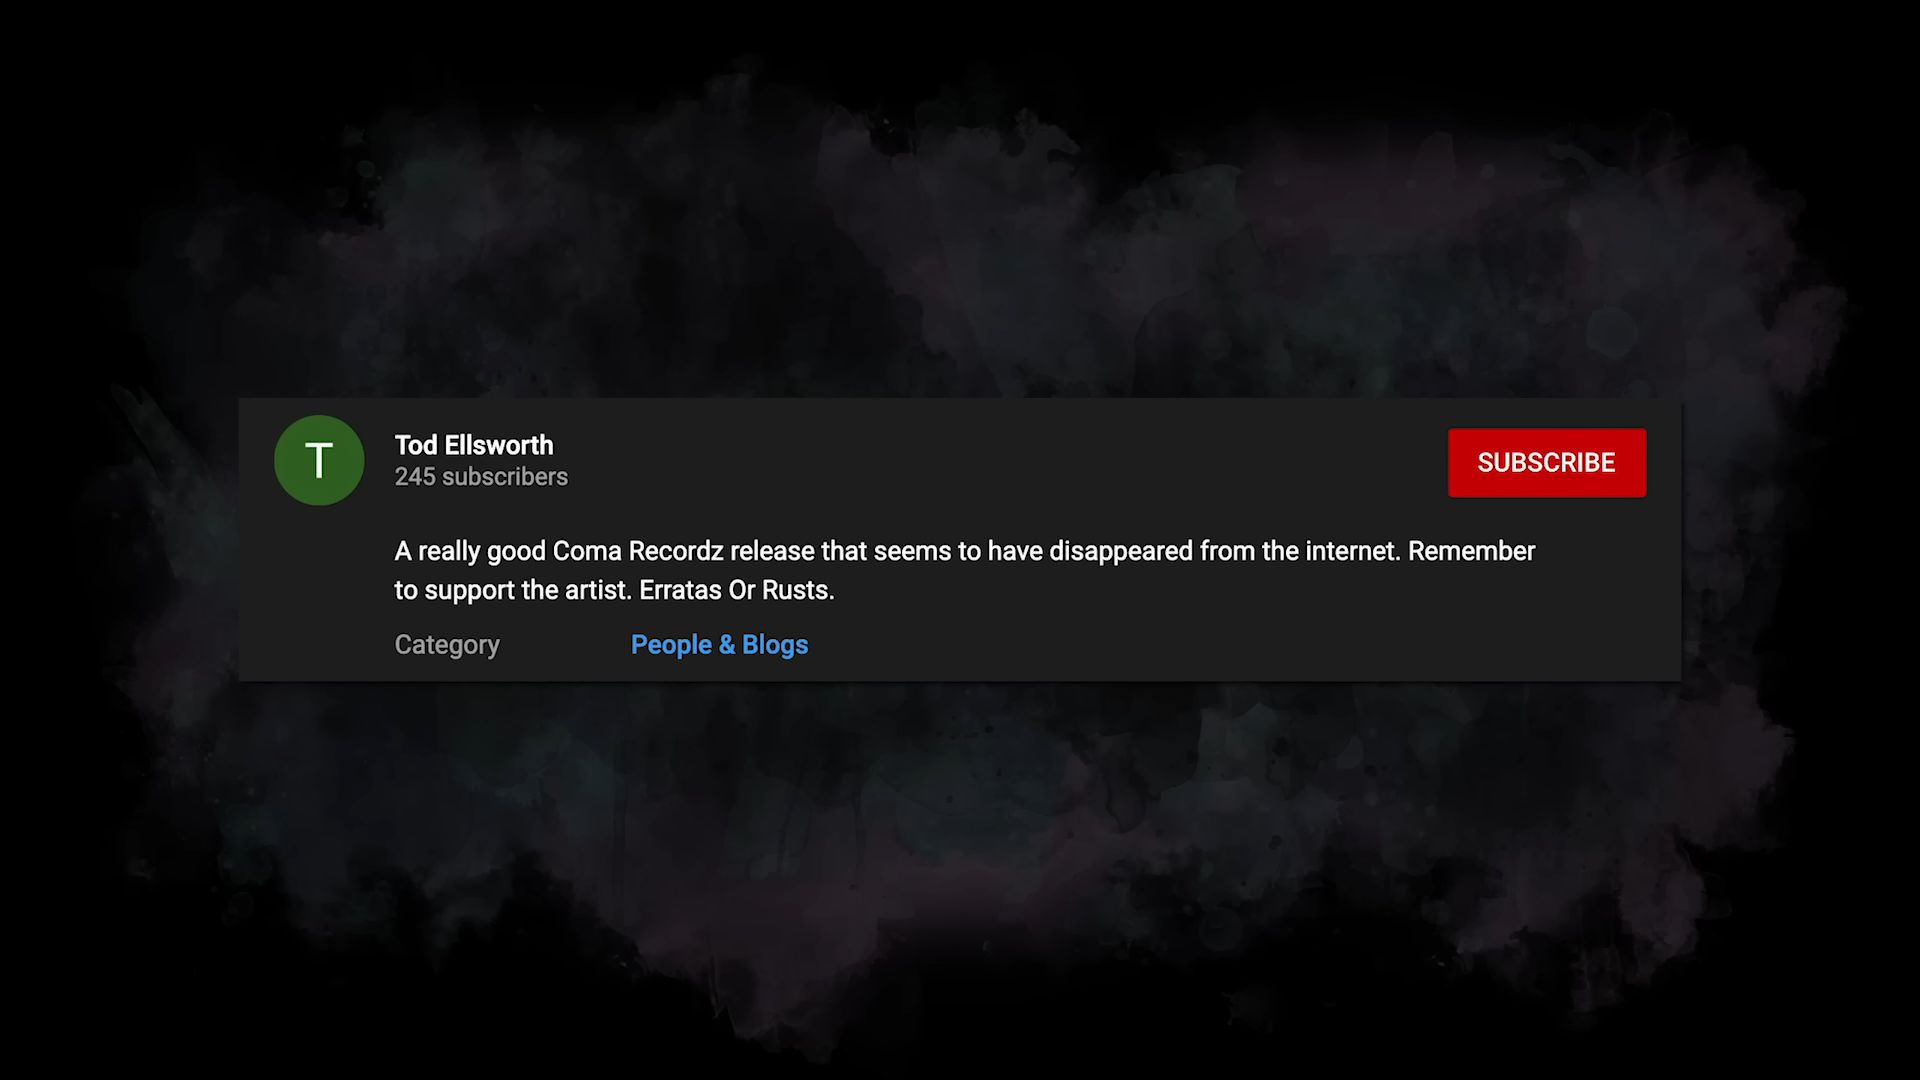 T
Tod Ellsworth
245 subscribers
SUBSCRIBE
A really good Coma Recordz release that seems to have disappeared from the internet. Remember
to support the artist. Erratas Or Rusts.
Category People & Blogs